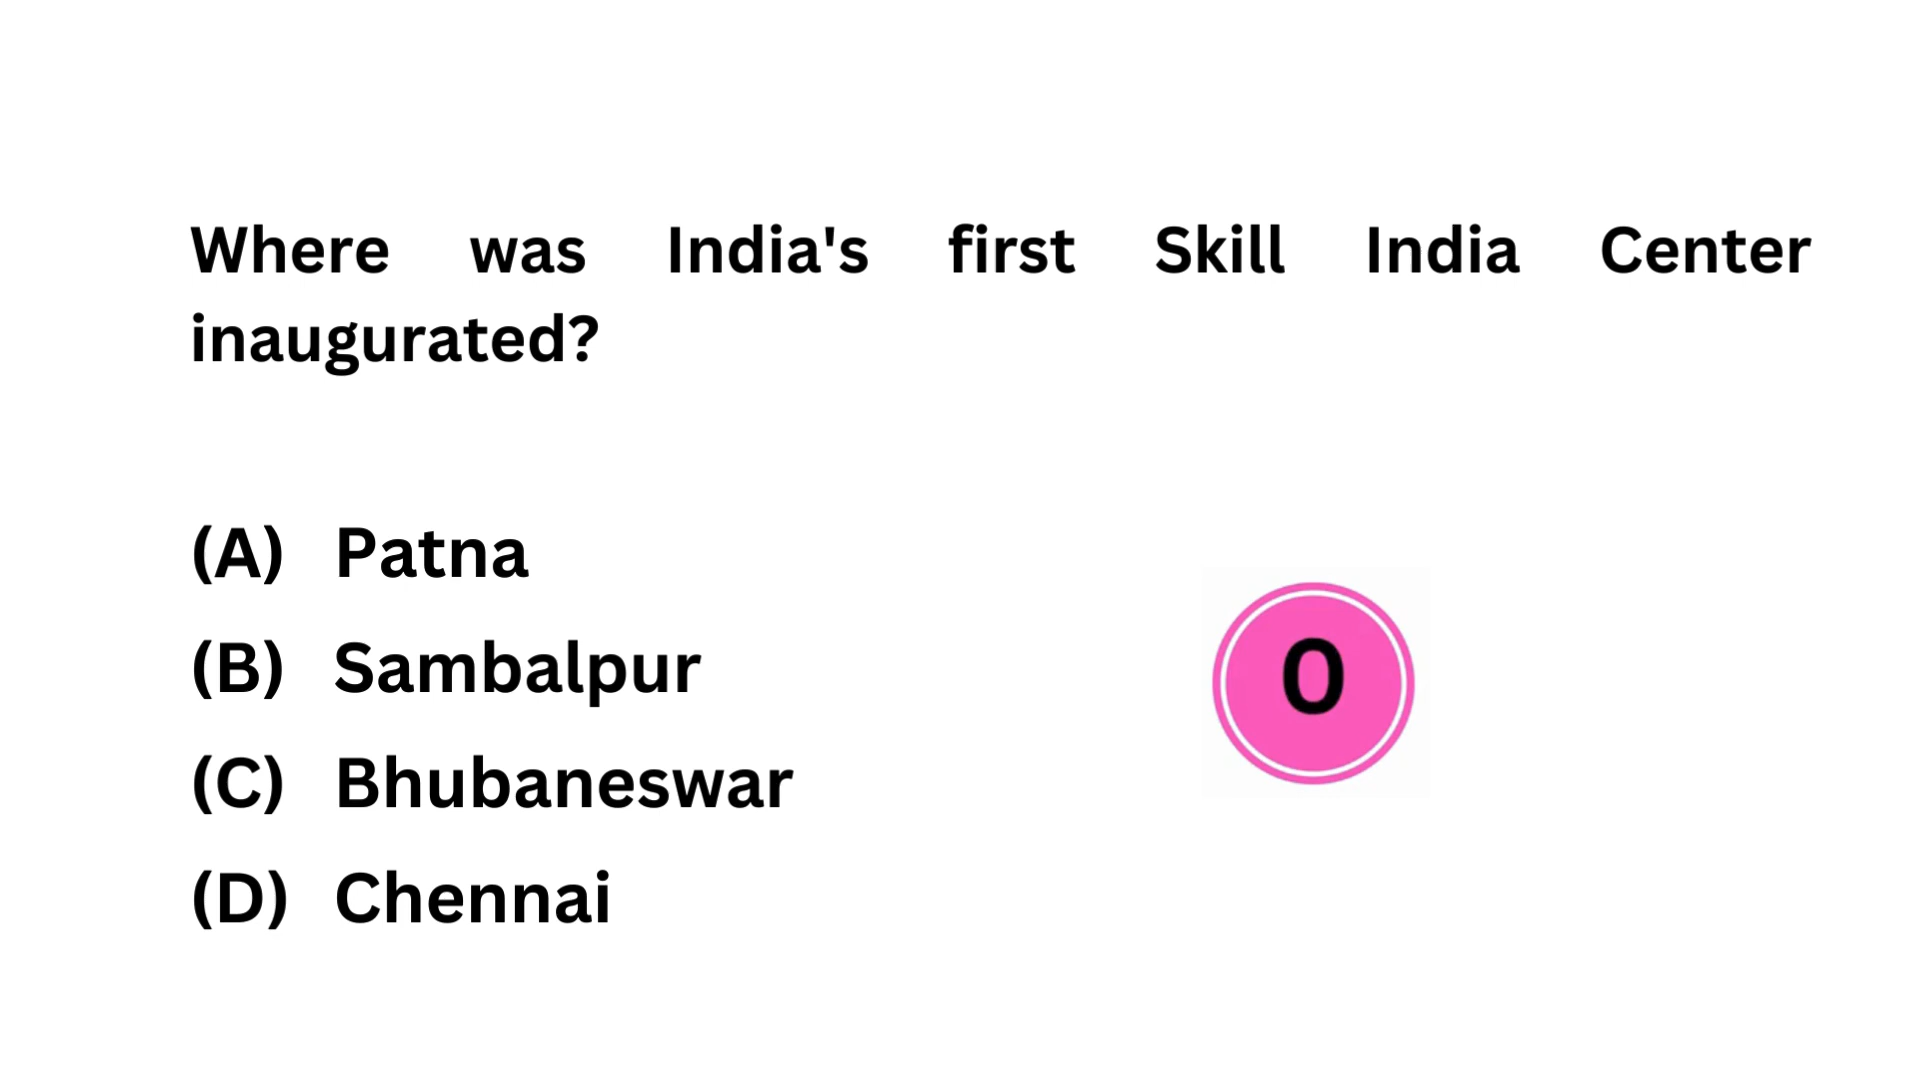 Where was India's first Skill India Center
inaugurated?
(A) Patna
(B) Sambalpur
(C) Bhubaneswar
(D) Chennai
0